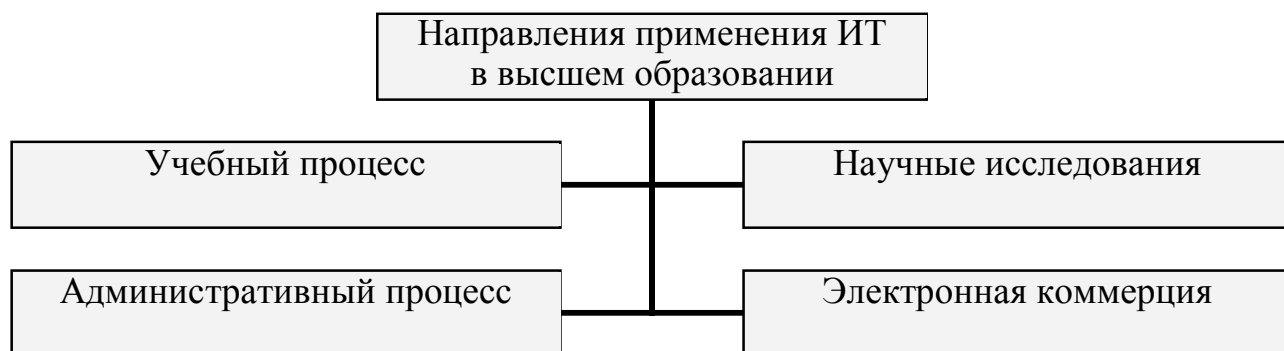 Направления применения ИТ
в высшем образовании
Учебный процесс
Научные исследования
Административный процесс
Электронная коммерция